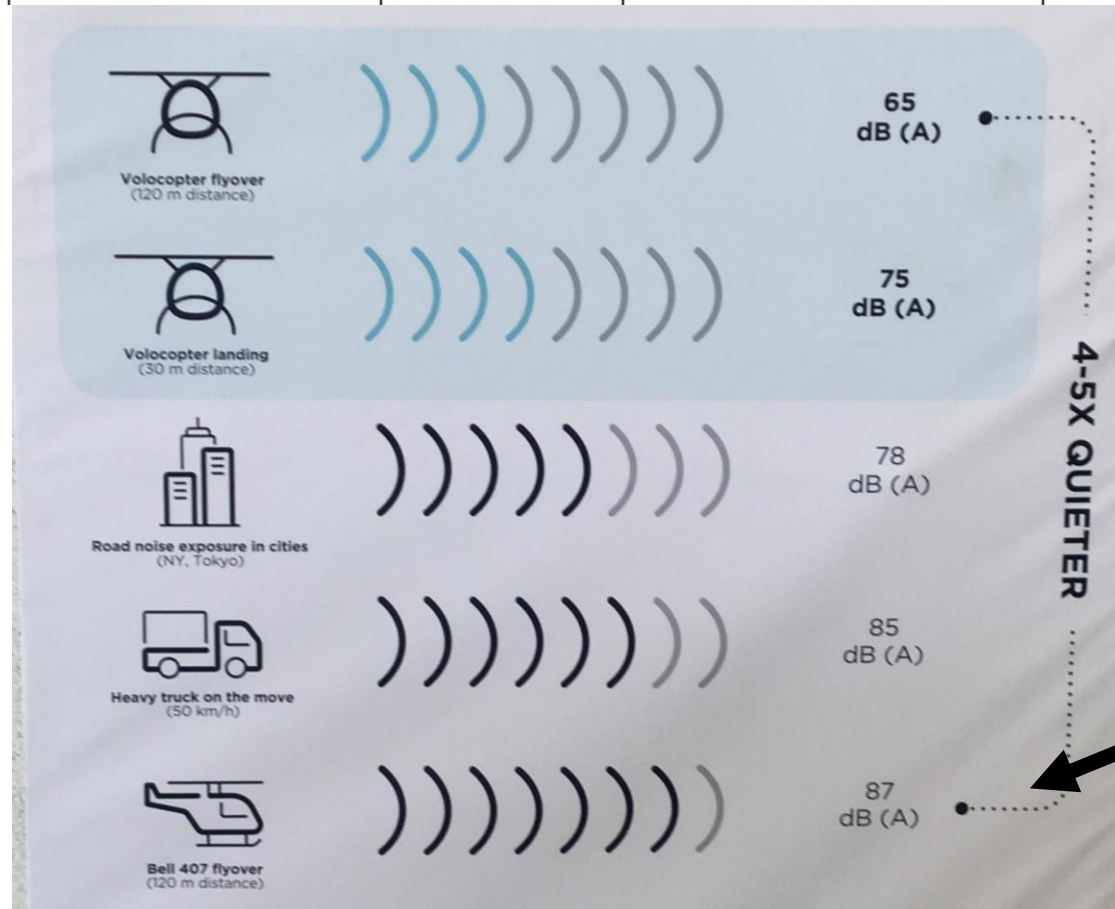 65
dB (A)
Volocopter flyover
(120 m distance)
75
dB (A)
Volocopter landing
(30 m distance)
4-5X QUIETER
78
dB (A)
Road noise exposure in cities
(NY, Tokyo)
85
dB (A)
Heavy truck on the move
(50 km/h)
87
dB (A)
Bell 407 flyover
(120 m distance)